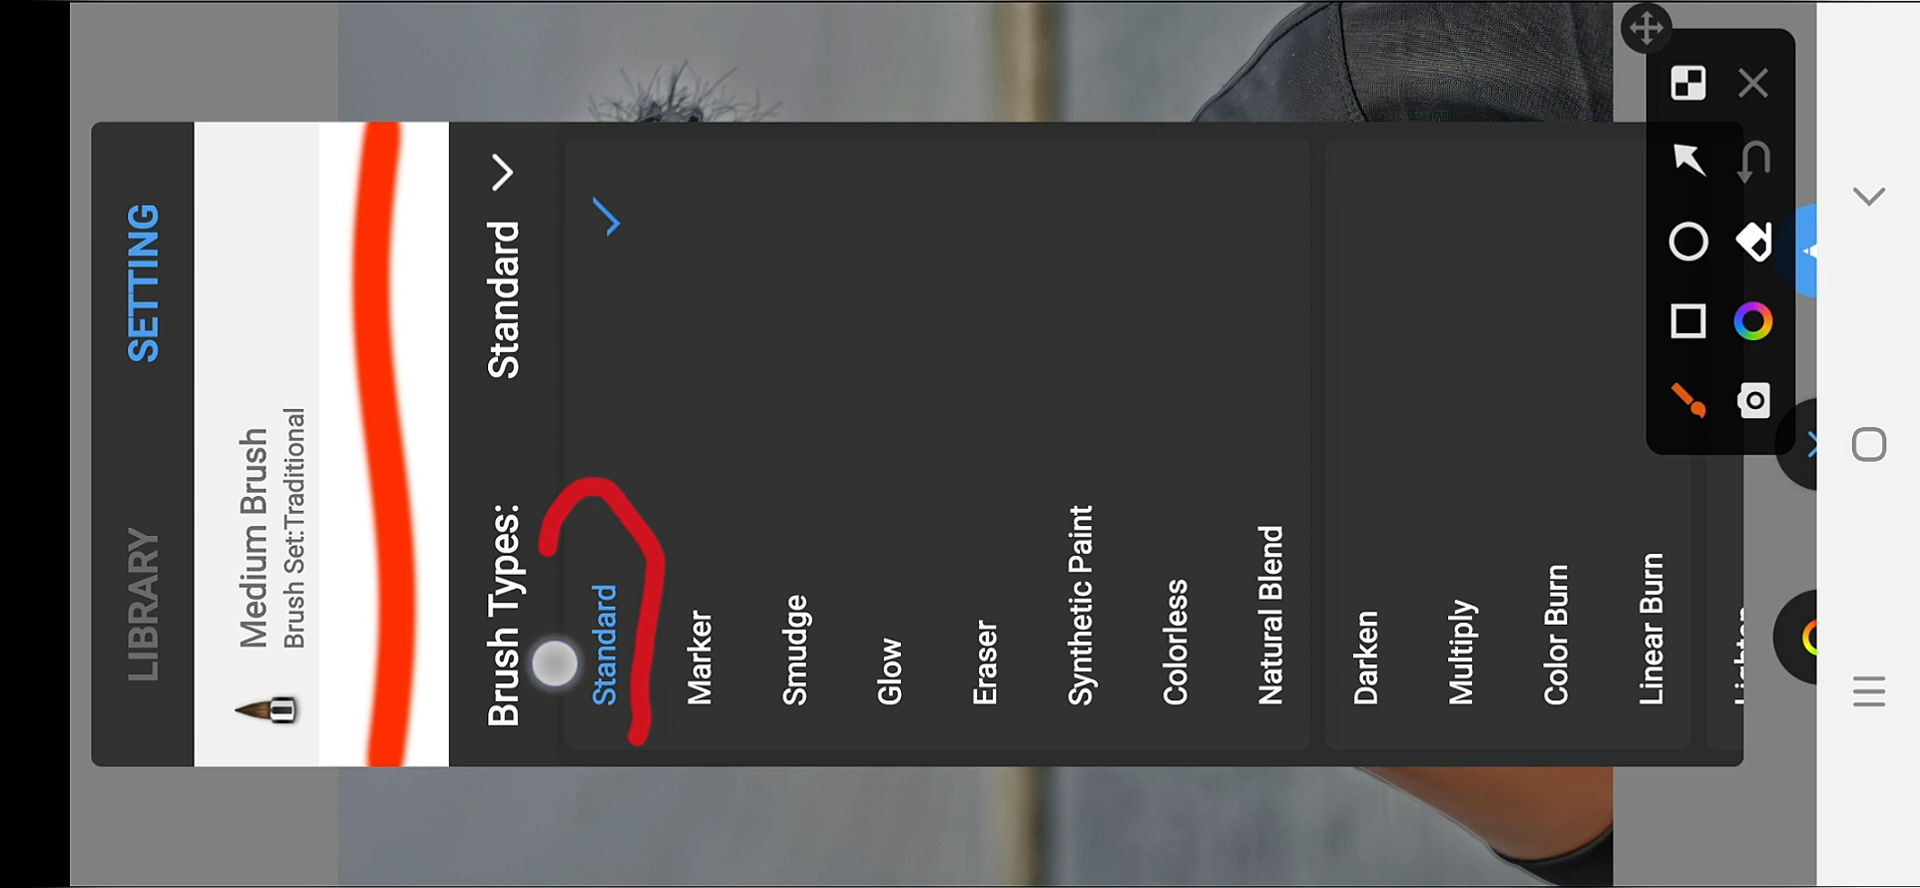 LIBRARY SETTING
Medium Brush
Brush Set:Traditional
Brush Types: Standard
Standard
Marker
Smudge
Glow
Eraser
Synthetic Paint
Colorless
Natural Blend
Darken
Multiply
Color Burn
Linear Burn